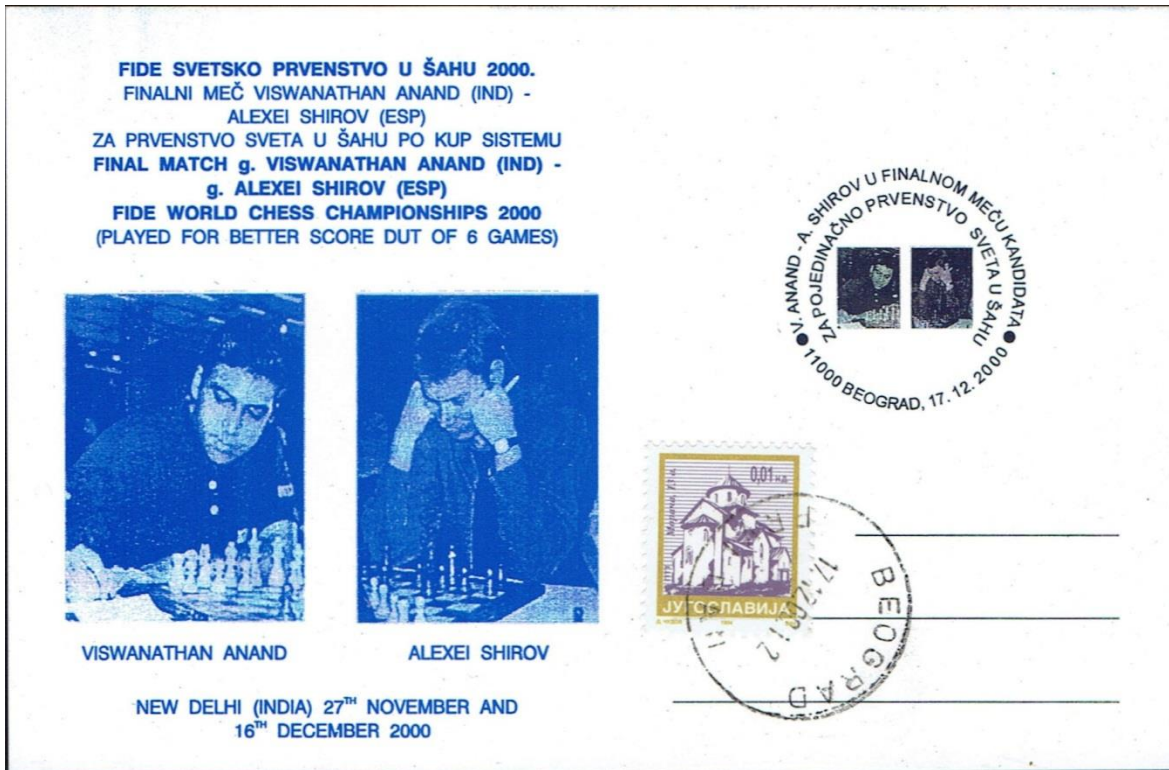 FIDE SVETSKO PRVENSTVO U ŠAHU 2000.
FINALNI MEČ VISWANATHAN ANAND (IND) -
ALEXEI SHIROV (ESP)
ZA PRVENSTVO SVETA U ŠAHU PO KUP SISTEMU
FINAL MATCH g. VISWANATHAN ANAND (IND) -
g. ALEXEI SHIROV (ESP)
FIDE WORLD CHESS CHAMPIONSHIPS 2000
(PLAYED FOR BETTER SCORE DUT OF 6 GAMES)
VISWANATHAN ANAND
ALEXEI SHIROV
NEW DELHI (INDIA) 27TH NOVEMBER AND
16TH DECEMBER 2000
● V. ANAND - A. SHIROV U FINALNOM MEČU KANDIDATA ●
ZA POJEDINAČNO PRVENSTVO SVETA U ŠAHU
11000 BEOGRAD, 17. 12. 2000
0,01
ЈУГОСЛАВИЈА
BEOGRAD